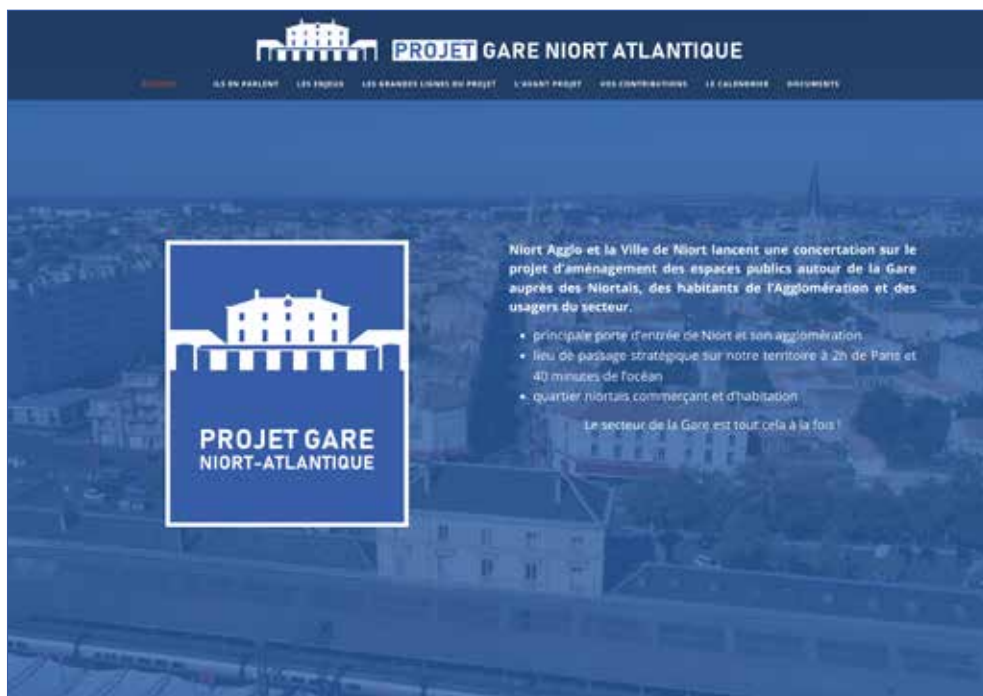 PROJET GARE NIORT ATLANTIQUE
ILS EN PARLENT LES ENJEUX LES GRANDES LIGNES DU PROJET L'AVANT PROJET VOS CONTRIBUTIONS LE CALENDRIER DOCUMENTS
PROJET GARE
NIORT-ATLANTIQUE
Niort Agglo et la Ville de Niort lancent une concertation sur le
projet d'aménagement des espaces publics autour de la Gare
auprès des Niortais, des habitants de l'Agglomération et des
usagers du secteur.
• principale porte d'entrée de Niort et son agglomération
• lieu de passage stratégique sur notre territoire à 2h de Paris et
40 minutes de l'océan
• quartier niortais commerçant et d'habitation
Le secteur de la Gare est tout cela à la fois !